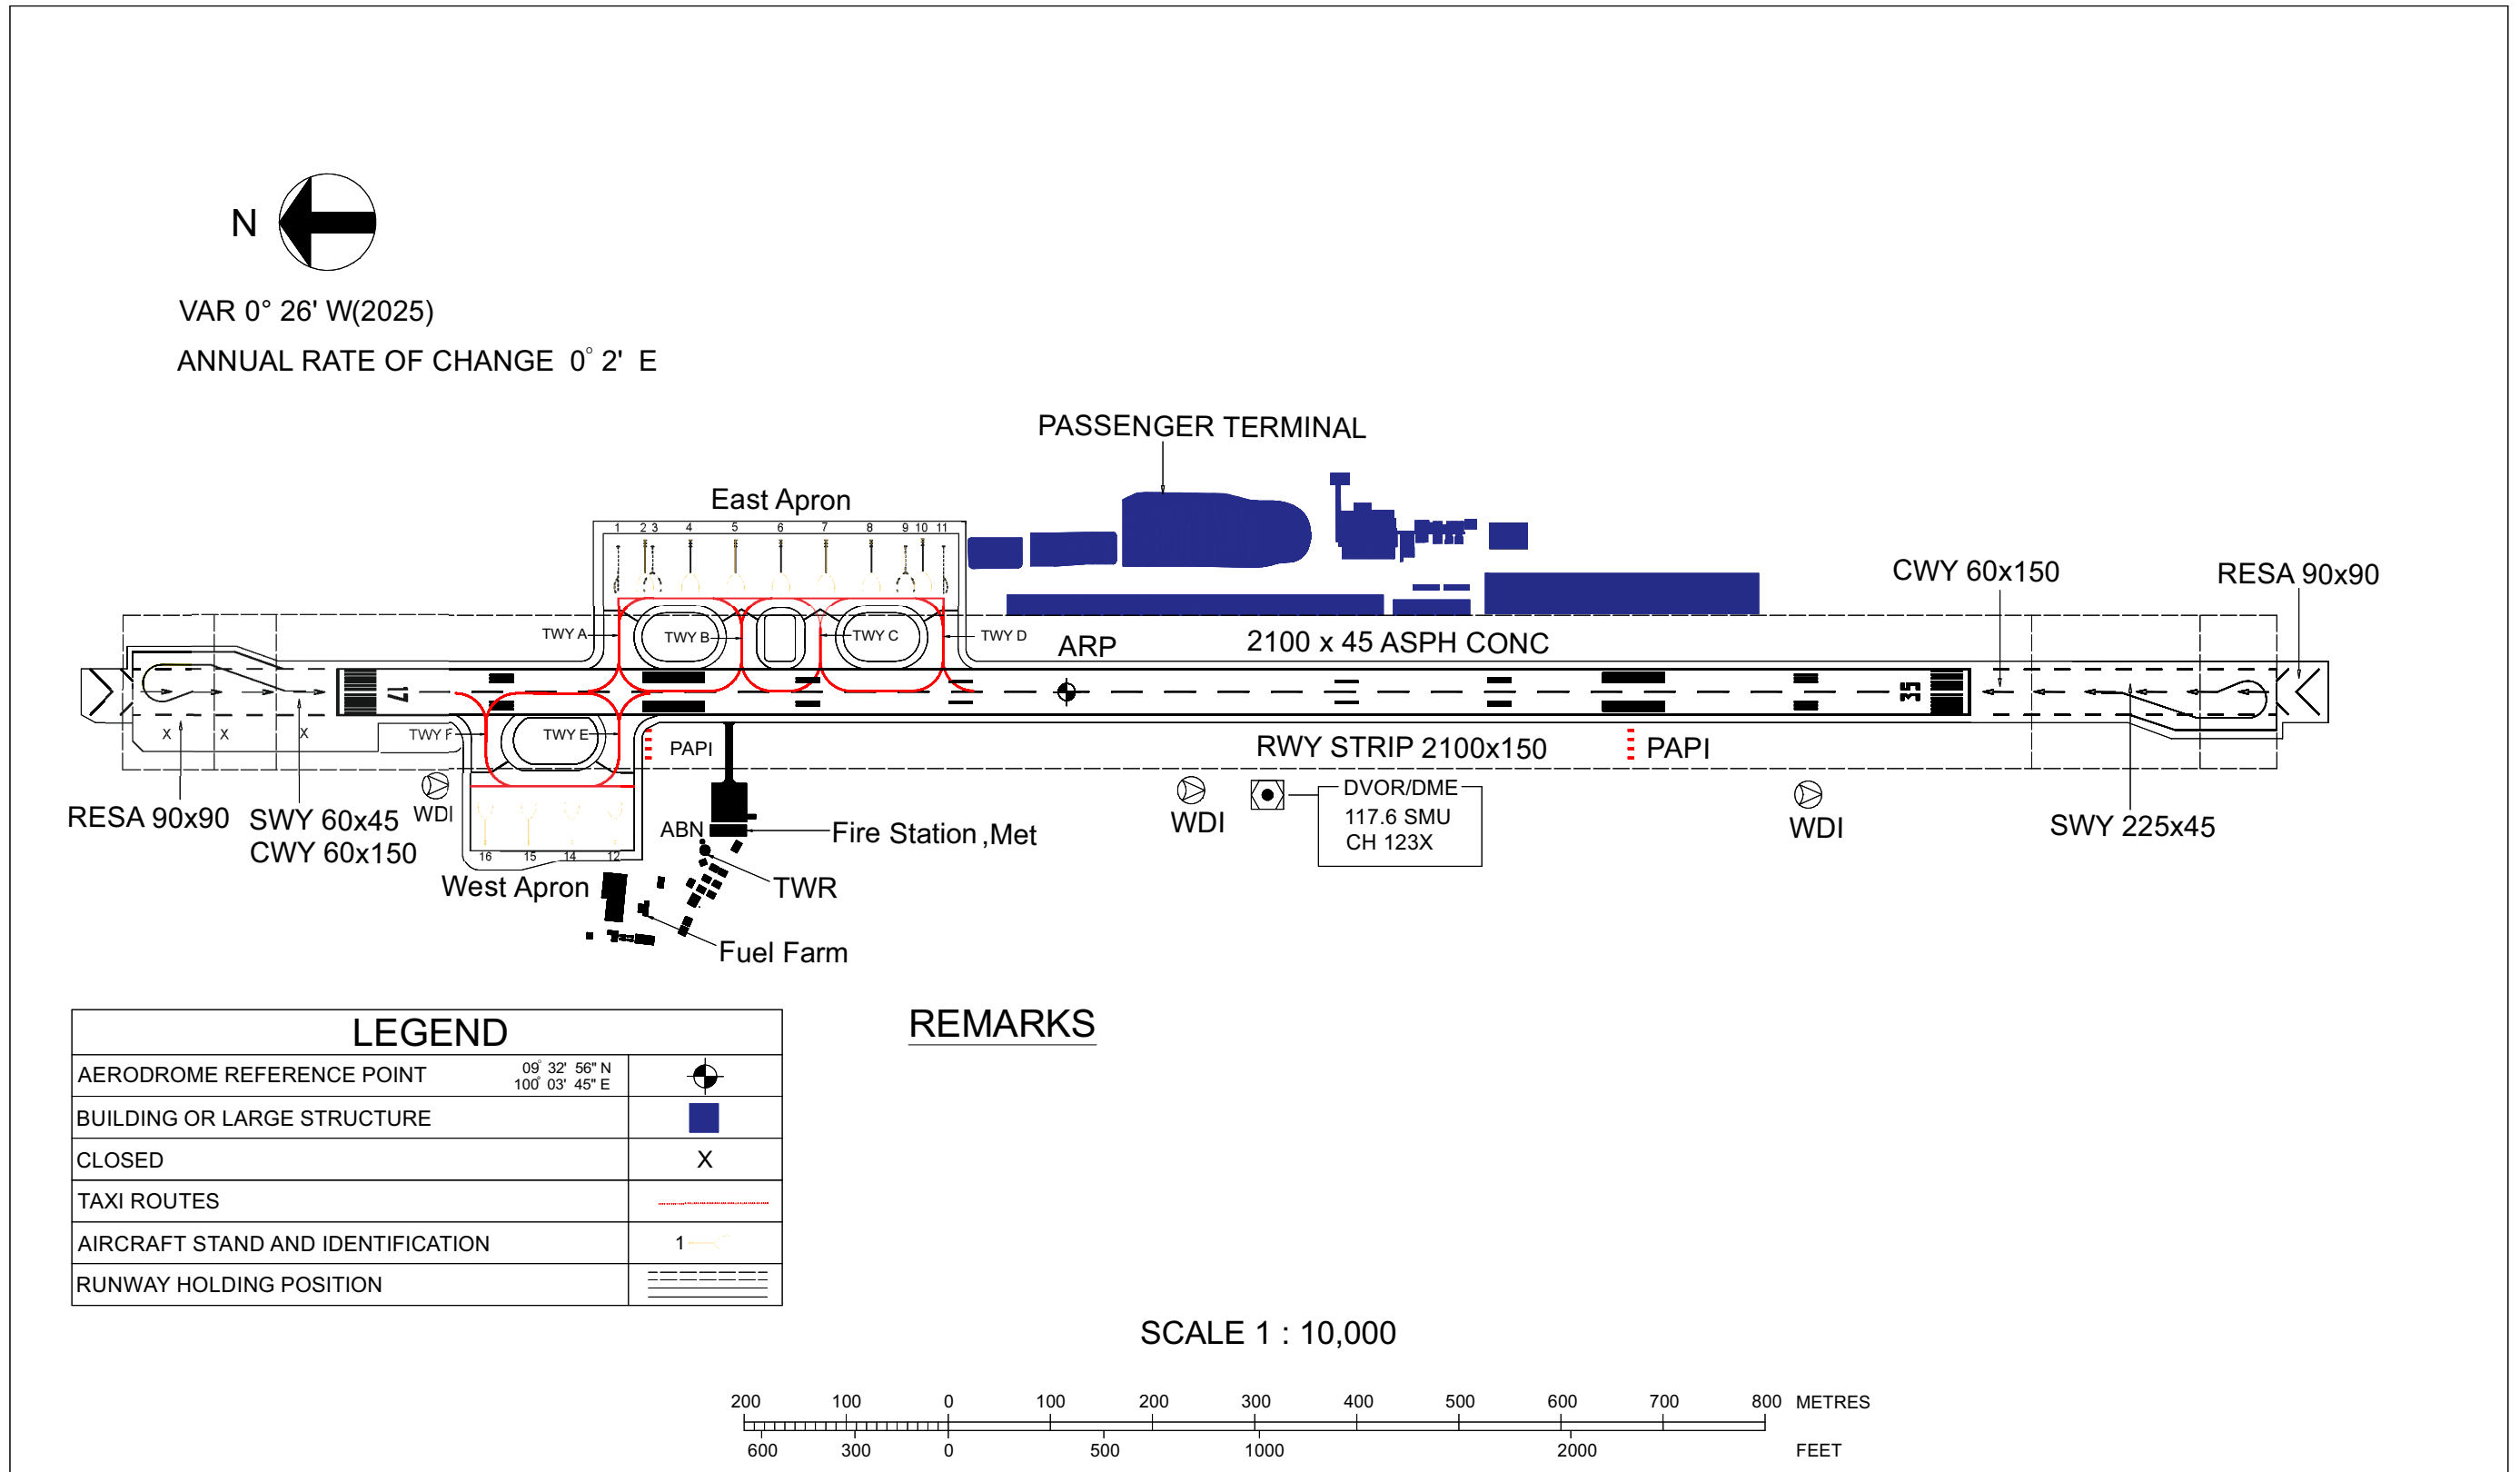 N
VAR 0° 26' W(2025)
ANNUAL RATE OF CHANGE 0° 2' E
PASSENGER TERMINAL
East Apron
1 2 3 4 5 6 7 8 9 10 11
CWY 60x150
RESA 90x90
TWY A
TWY B
TWY C
TWY D
ARP
2100 x 45 ASPH CONC
17
35
X X X
TWY F
TWY E
PAPI
RWY STRIP 2100x150
PAPI
RESA 90x90
SWY 60x45
CWY 60x150
WDI
16 15 14 12
West Apron
ABN
Fire Station ,Met
TWR
Fuel Farm
WDI
DVOR/DME
117.6 SMU
CH 123X
WDI
SWY 225x45
LEGEND
AERODROME REFERENCE POINT
09° 32' 56" N
100° 03' 45" E
BUILDING OR LARGE STRUCTURE
CLOSED X
TAXI ROUTES
AIRCRAFT STAND AND IDENTIFICATION 1
RUNWAY HOLDING POSITION
REMARKS
SCALE 1 : 10,000
200 100 0 100 200 300 400 500 600 700 800 METRES
600 300 0 500 1000 2000 FEET